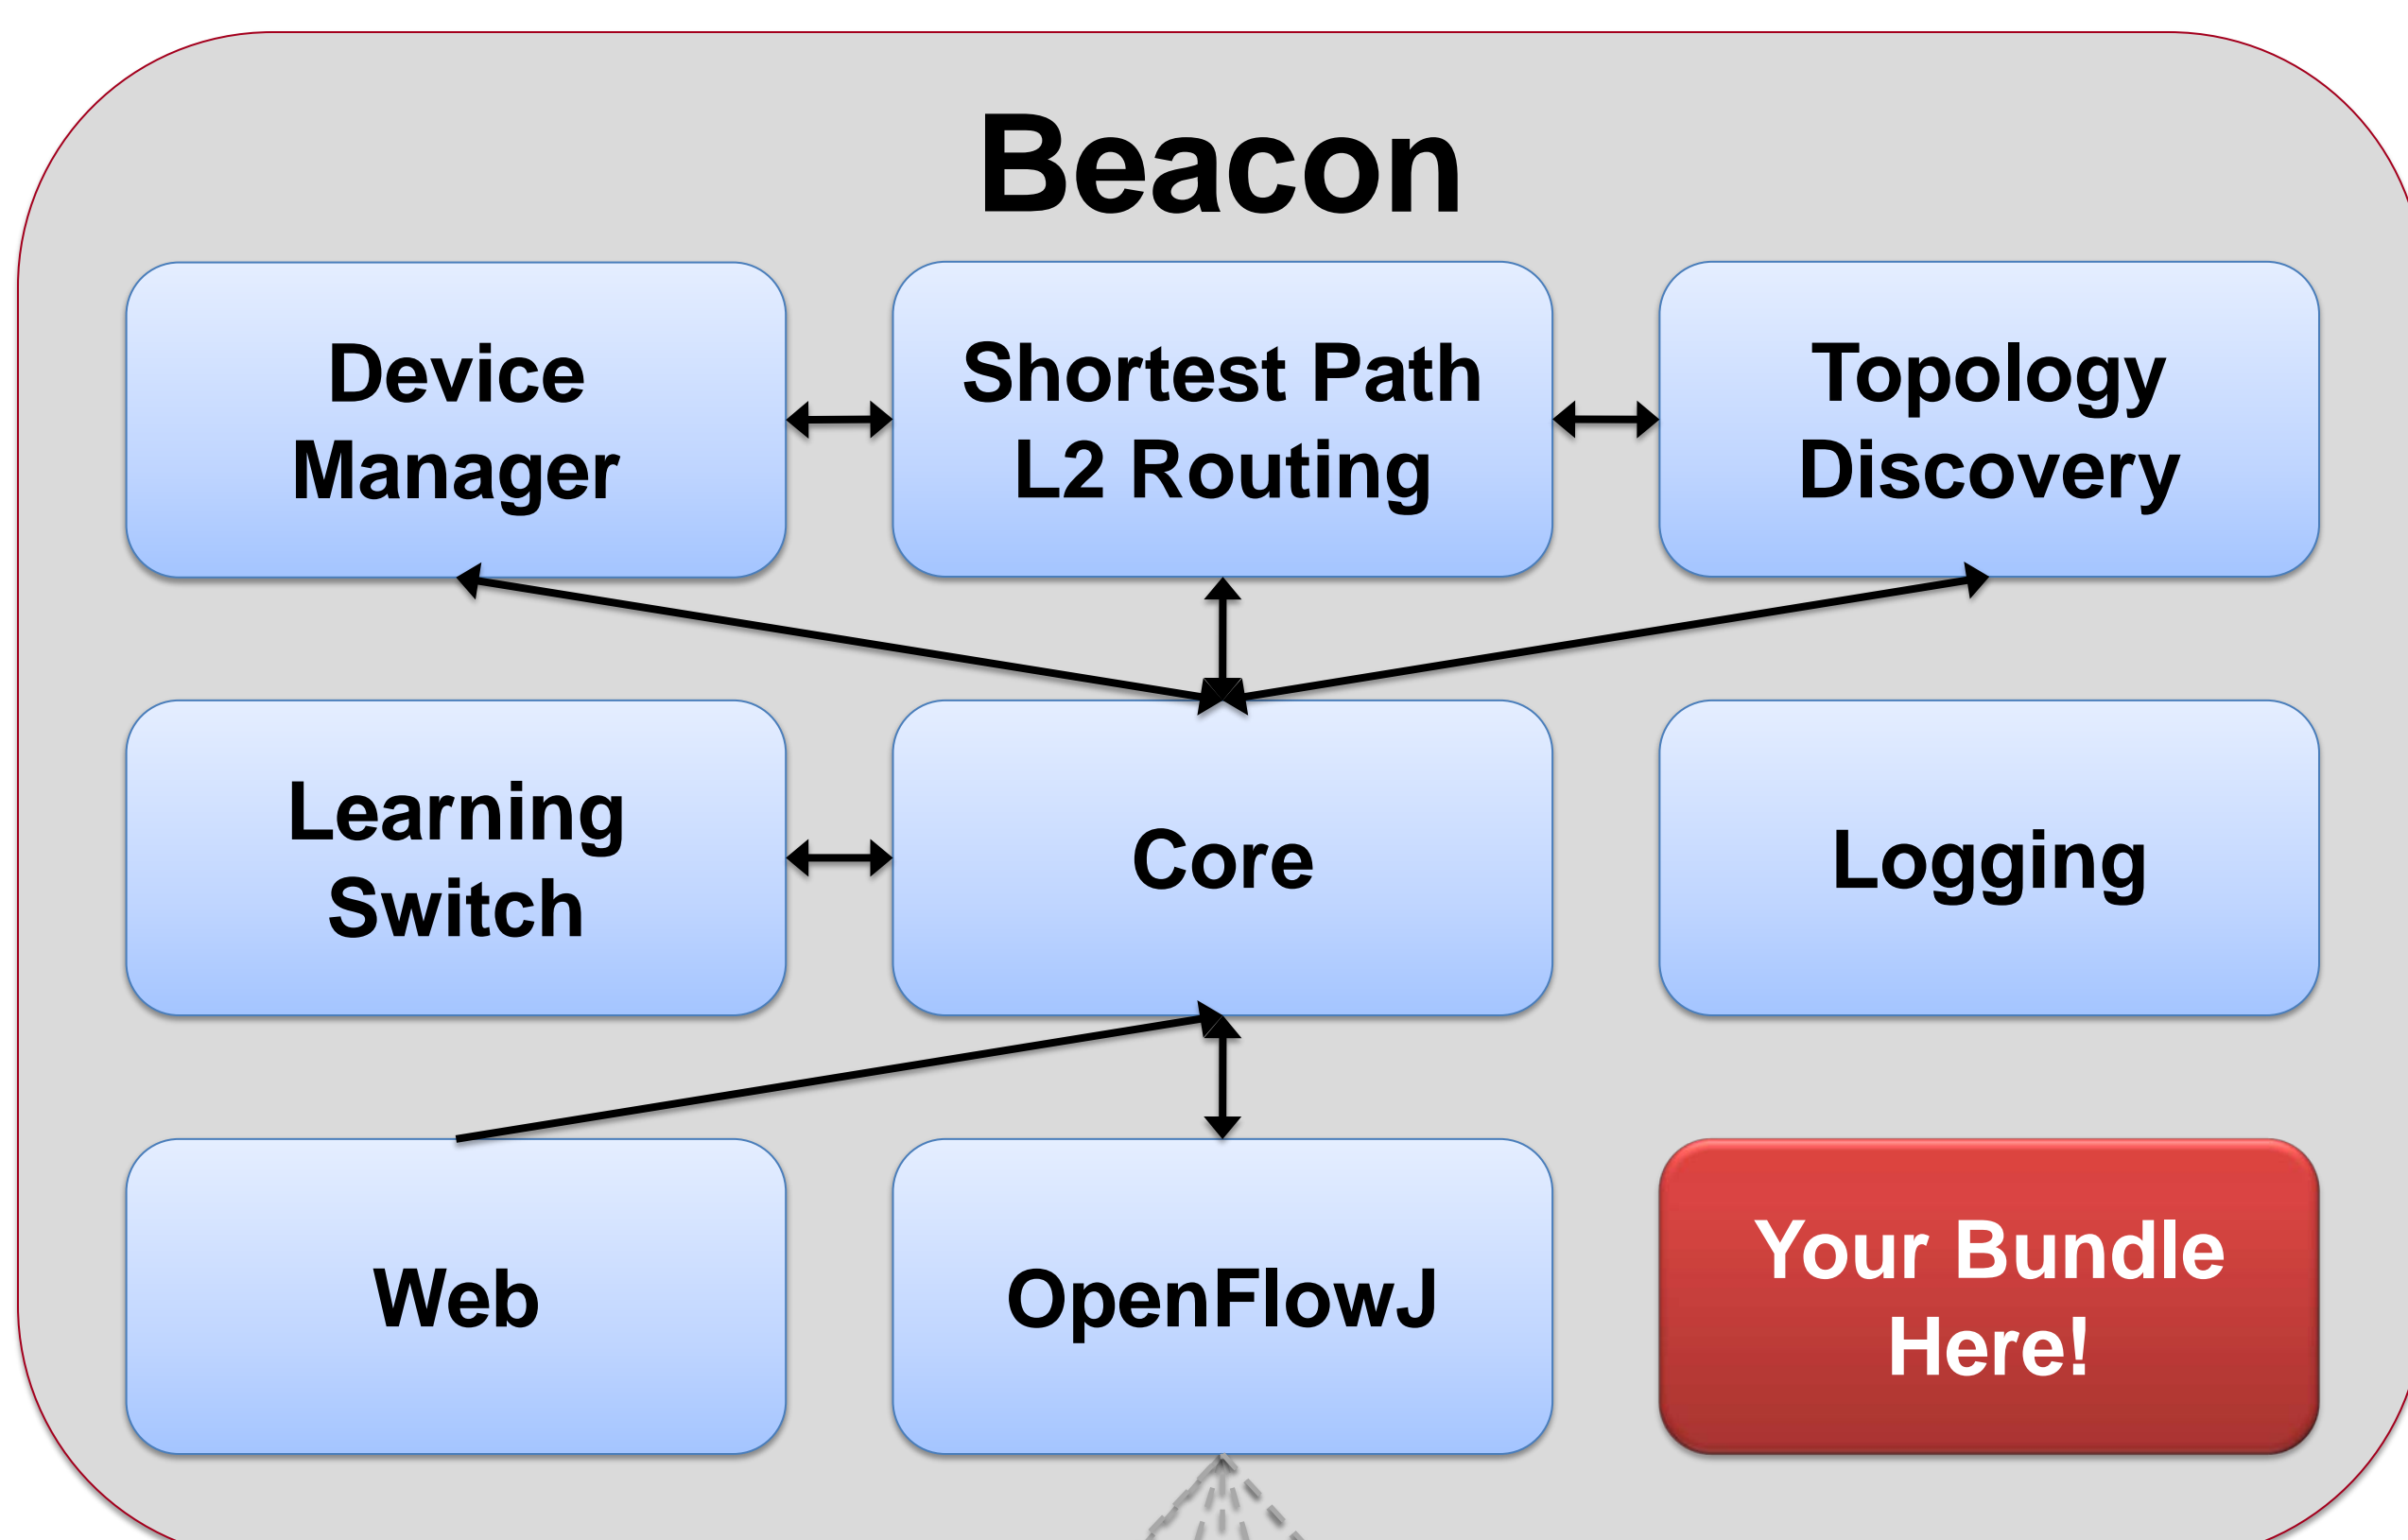 Beacon
Device
Manager
Shortest Path
L2 Routing
Topology
Discovery
Learning
Switch
Core
Logging
Web
OpenFlowJ
Your Bundle
Here!